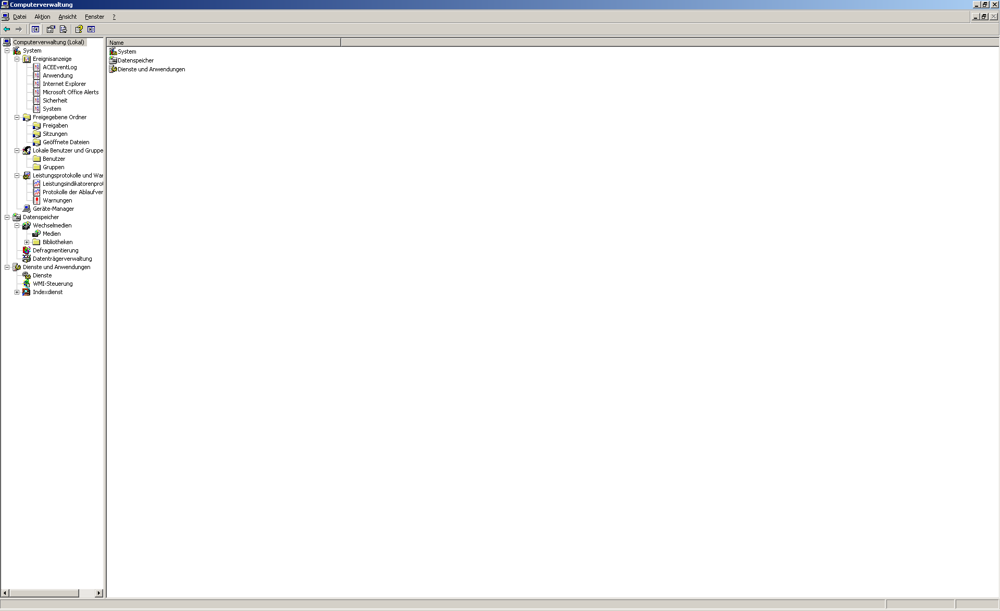 Computerverwaltung
Datei Aktion Ansicht Fenster ?
Computerverwaltung (Lokal)
System
Ereignisanzeige
ACEEventLog
Anwendung
Internet Explorer
Microsoft Office Alerts
Sicherheit
System
Freigegebene Ordner
Freigaben
Sitzungen
Geöffnete Dateien
Lokale Benutzer und Gruppe
Benutzer
Gruppen
Leistungsprotokolle und War
Leistungsindikatorenprot
Protokolle der Ablaufver
Warnungen
Geräte-Manager
Datenspeicher
Wechselmedien
Medien
Bibliotheken
Defragmentierung
Datenträgerverwaltung
Dienste und Anwendungen
Dienste
WMI-Steuerung
Indexdienst
Name
System
Datenspeicher
Dienste und Anwendungen